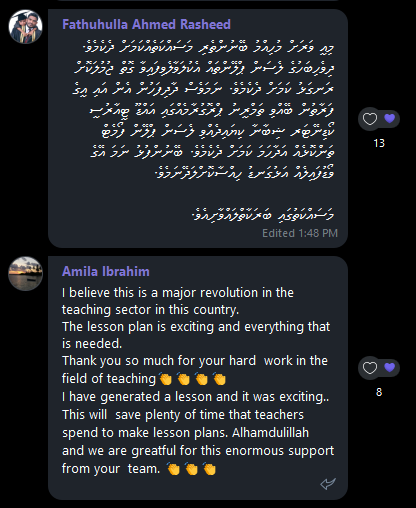 Fathuhulla Ahmed Rasheed
މިއީ ވަރަށް މުހިއްމު ބޭނުންތެރި މަސައްކަތެއްކަމަށް ދެކެމެވެ.
ދިވެހިބަހުގެ ލެސަން ޕްލޭންތައް އެކުލަވާލެވިފައިވާ ގޮތް ޖުމުލަކޮށް
ރަނގަޅު ކަމަށް ދެކެމެވެ. ނަމަވެސް
ފަރާތުން ބޭއްވި ތަމްރީނު ޕްރޮގްރާމެއްގައި އައްޑޫ ޓީއާރުސީ
ކޯޑިނޭޓަރ ޝިބާނާ ކިޔައިދެއްވި ލެސަން ޕްލޭން ފޯމެޓް
ތަންކޮޅެއް އަދާހަމަ ކަމަށް ދެކެމެވެ. ބޭނުންފުޅު ނަމަ އޭގެ
ވޯޑުފައިލެއް އަޅުގަނޑު ހިއްސާކޮށްލަދޭނަމެވެ.
މަސައްކަތުގައި ބަރަކާތްލައްވާށިއެވެ.
Edited 1:48 PM
13
Amila Ibrahim
I believe this is a major revolution in the
teaching sector in this country.
The lesson plan is exciting and everything that
is needed.
Thank you so much for your hard work in the
field of teaching👏👏👏👏
I have generated a lesson and it was exciting..
This will save plenty of time that teachers
spend to make lesson plans. Alhamdulillah
and we are greatful for this enormous support
from your team. 👏👏👏
8